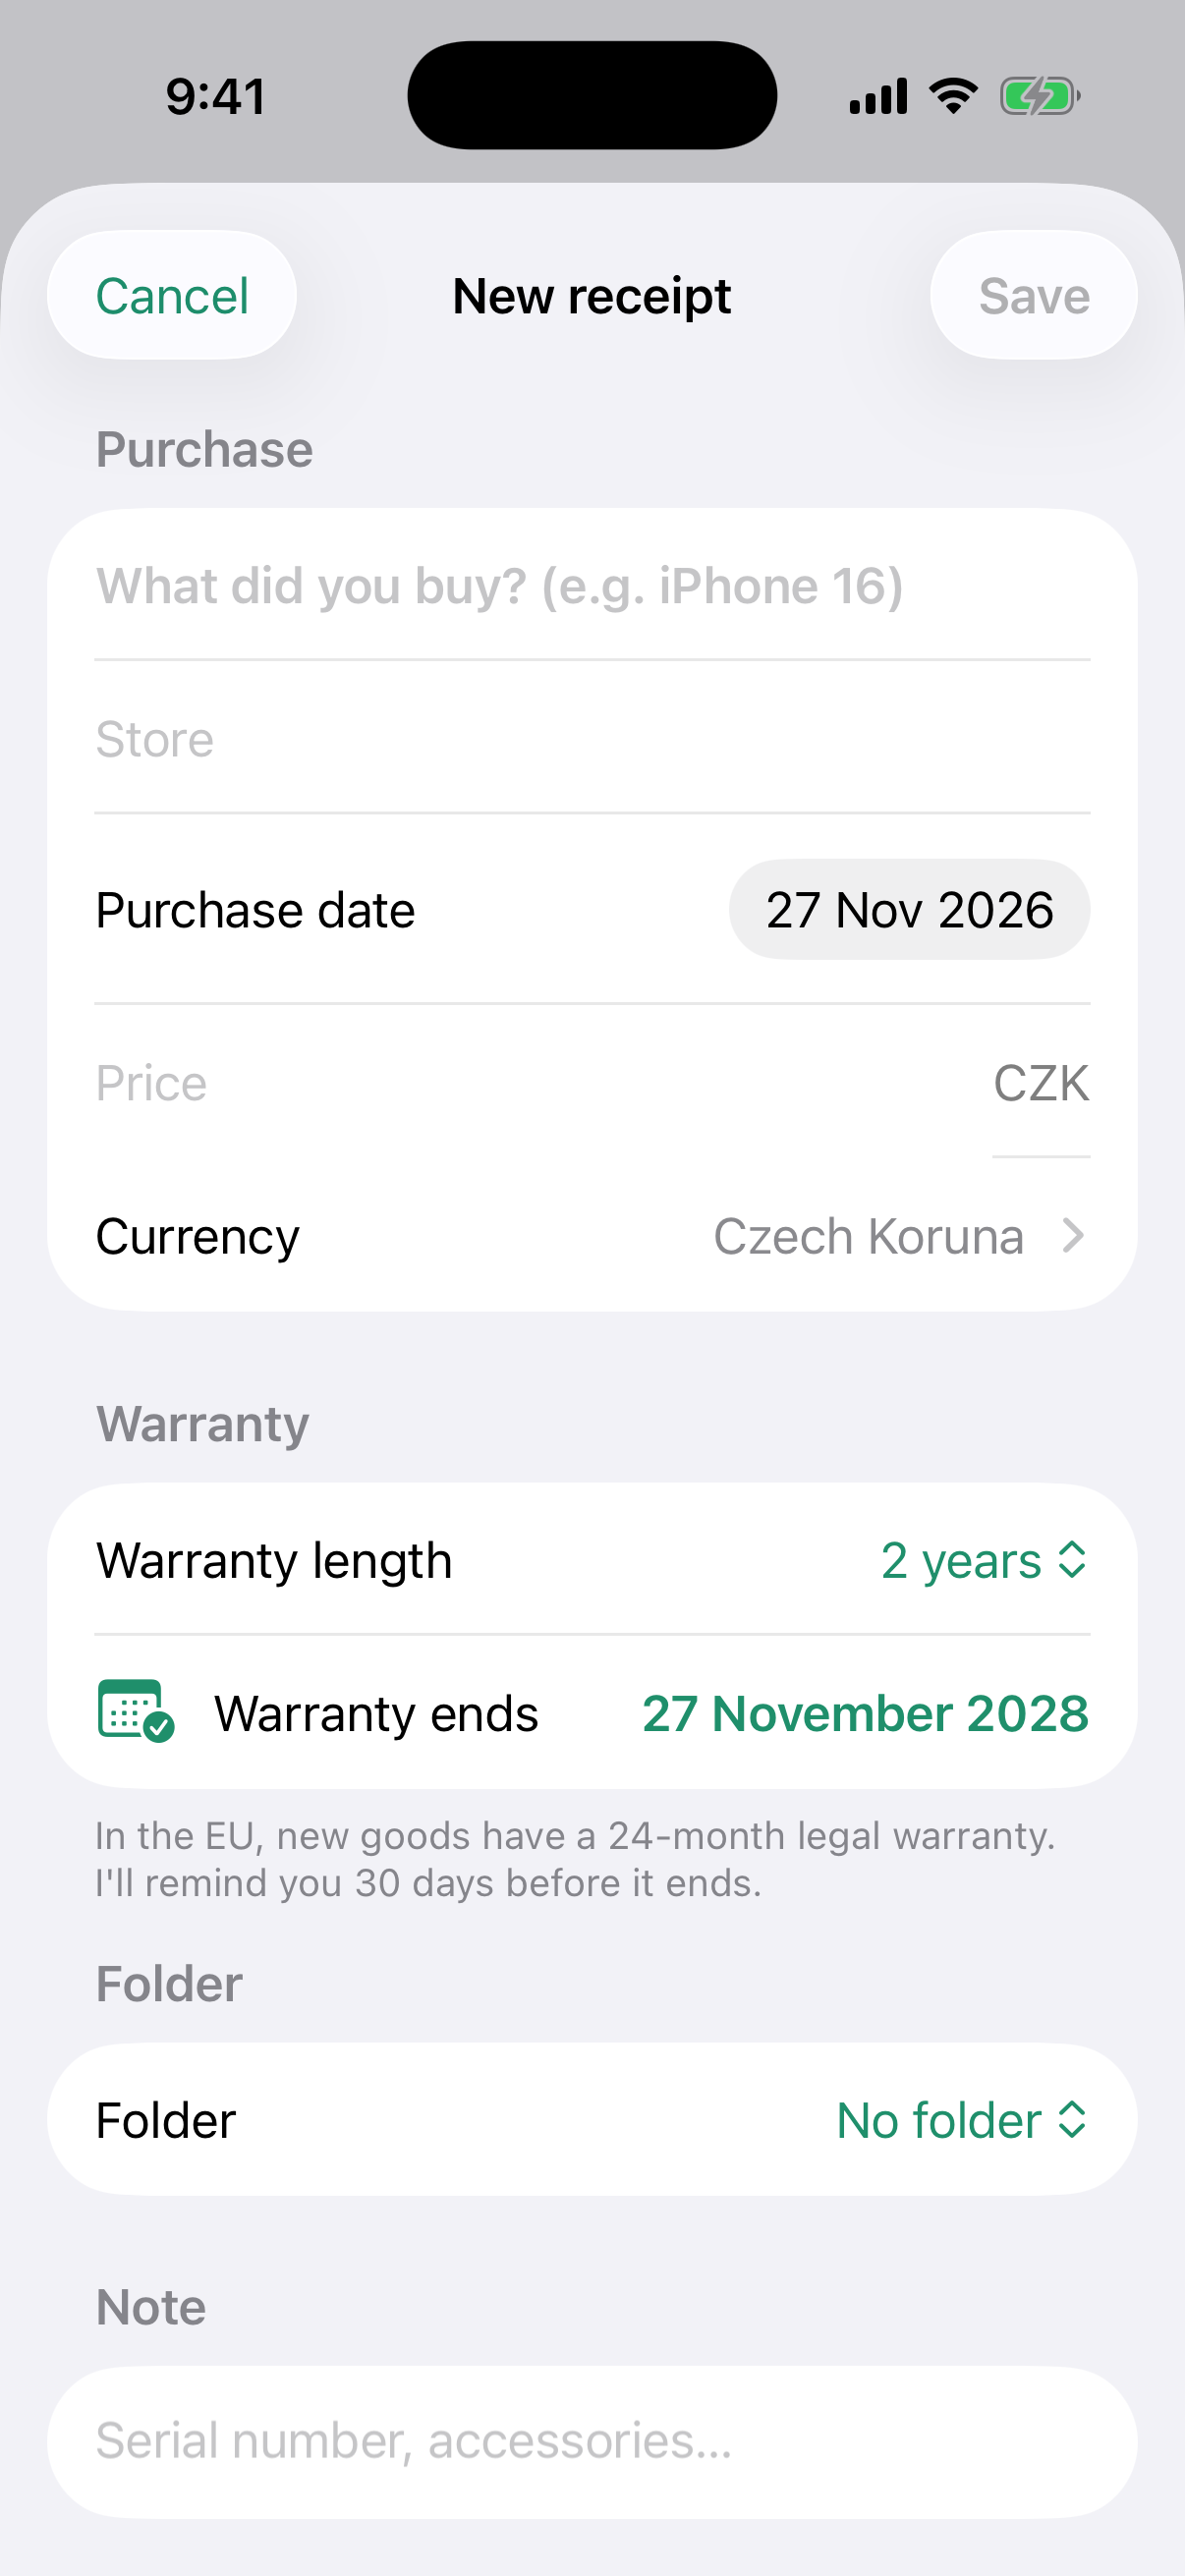 9:41
Cancel
New receipt
Save
Purchase
What did you buy? (e.g. iPhone 16)
Store
Purchase date
27 Nov 2026
Price
CZK
Currency
Czech Koruna
Warranty
Warranty length
2 years
Warranty ends
27 November 2028
In the EU, new goods have a 24-month legal warranty.
I'll remind you 30 days before it ends.
Folder
Folder
No folder
Note
Serial number, accessories...